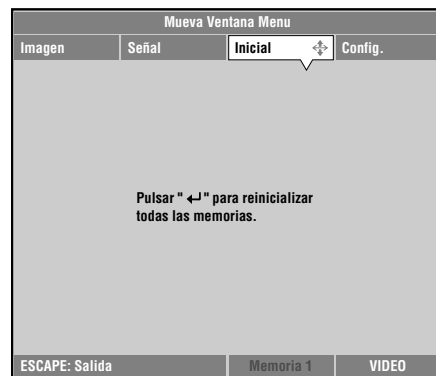 Mueva Ventana Menu
Imagen Señal Inicial Config.
Pulsar " ↵ " para reinicializar
todas las memorias.
ESCAPE: Salida Memoria 1 VIDEO